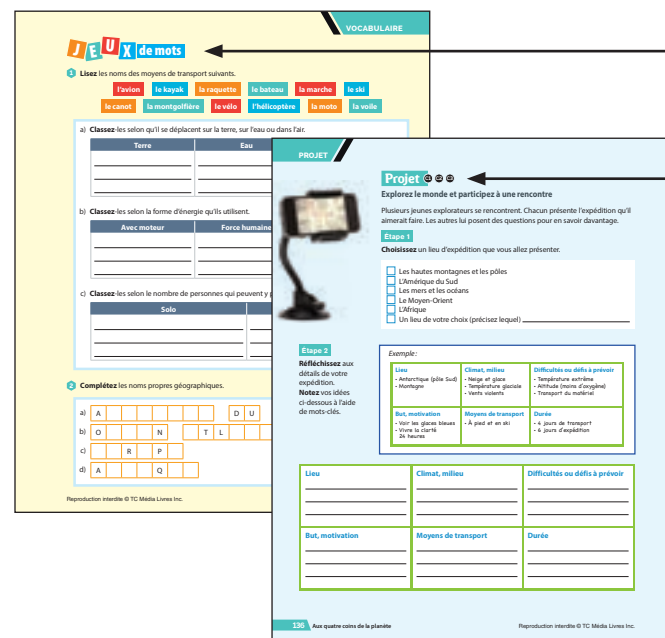 VOCABULAIRE
JEUX de mots
1 Lisez les noms des moyens de transport suivants.
l'avion le kayak la raquette le bateau la marche le ski
le canot la montgolfière le vélo l'hélicoptère la moto la voile
a) Classez-les selon qu'il se déplacent sur la terre, sur l'eau ou dans l'air.
Terre Eau
b) Classez-les selon la forme d'énergie qu'ils utilisent.
Avec moteur Force humaine
c) Classez-les selon le nombre de personnes qui peuvent y p
Solo
2 Complétez les noms propres géographiques.
a) A D U
b) O N T L
c) R P
d) A Q
Reproduction interdite © TC Média Livres Inc.
PROJET
Projet C1 C2 C3
Explorez le monde et participez à une rencontre
Plusieurs jeunes explorateurs se rencontrent. Chacun présente l'expédition qu'il
aimerait faire. Les autres lui posent des questions pour en savoir davantage.
Étape 1
Choisissez un lieu d'expédition que vous allez présenter.
Les hautes montagnes et les pôles
L'Amérique du Sud
Les mers et les océans
Le Moyen-Orient
L'Afrique
Un lieu de votre choix (précisez lequel)
Étape 2
Réfléchissez aux
détails de votre
expédition.
Notez vos idées
ci-dessous à l'aide
de mots-clés.
Exemple :
Lieu
• Antarctique (pôle Sud)
• Montagne
Climat, milieu
• Neige et glace
• Température glaciale
• Vents violents
Difficultés ou défis à prévoir
• Température extrême
• Altitude (moins d'oxygène)
• Transport du matériel
But, motivation
• Voir les glaces bleues
• Vivre la clarté
24 heures
Moyens de transport
• À pied et en ski
Durée
• 4 jours de transport
• 6 jours d'expédition
Lieu Climat, milieu Difficultés ou défis à prévoir
But, motivation Moyens de transport Durée
136 Aux quatre coins de la planète
Reproduction interdite © TC Média Livres Inc.